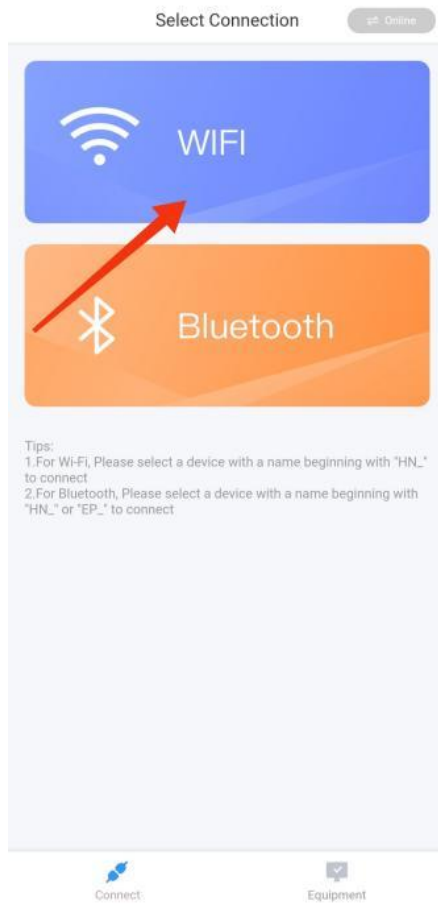 Select Connection
⇌ Online
WIFI
Bluetooth
Tips:
1.For Wi-Fi, Please select a device with a name beginning with "HN_"
to connect
2.For Bluetooth, Please select a device with a name beginning with
"HN_" or "EP_" to connect
Connect
Equipment